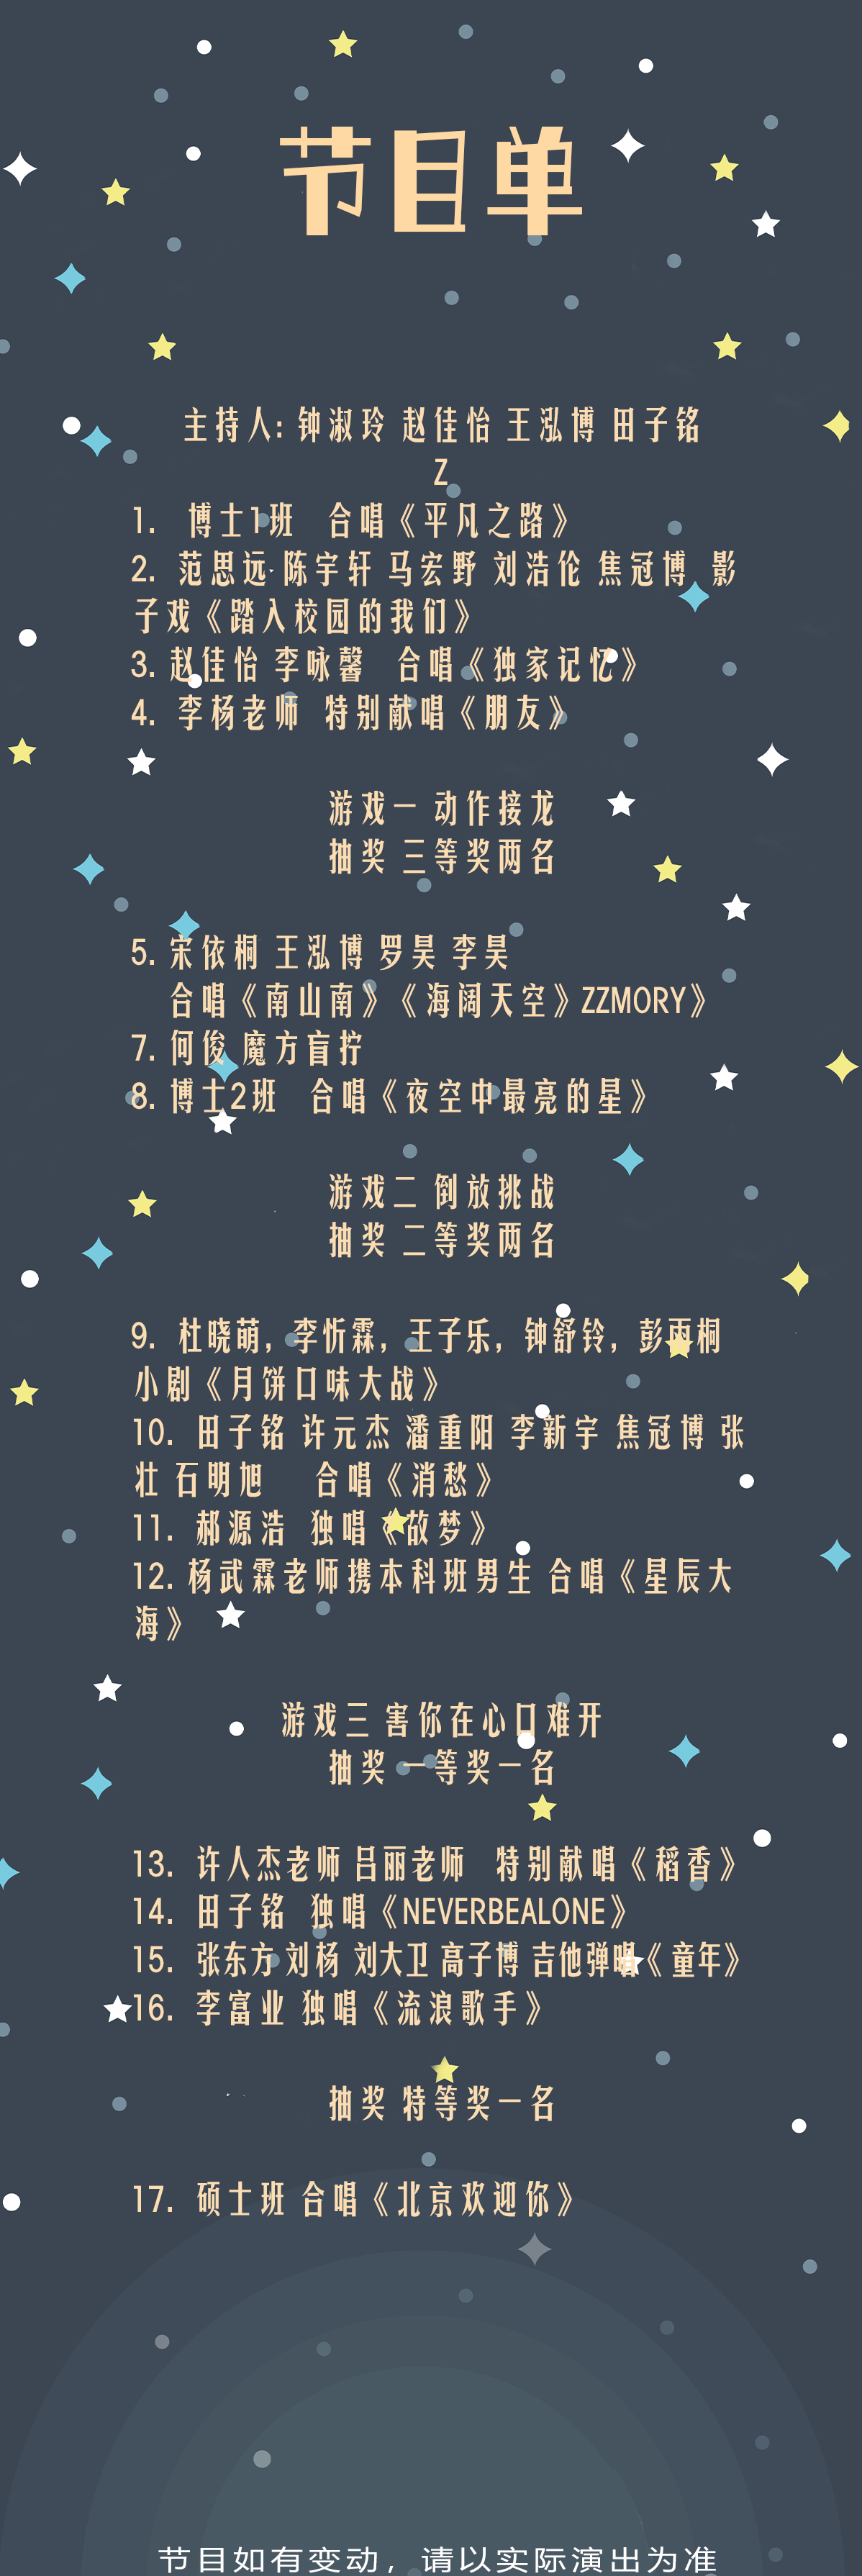 节目单
主持人: 钟淑玲 赵佳怡 王泓博 田子铭
Z
1. 博士1班 合唱《平凡之路》
2. 范思远 陈宇轩 马宏野 刘浩伦 焦冠博 影
子戏《踏入校园的我们》
3. 赵佳怡 李咏馨 合唱《独家记忆》
4. 李杨老师 特别献唱《朋友》
游戏一 动作接龙
抽奖 三等奖两名
5. 宋依桐 王泓博 罗昊 李昊
合唱《南山南》《海阔天空》ZZMORY》
7. 何俊 魔方盲拧
8. 博士2班 合唱《夜空中最亮的星》
游戏二 倒放挑战
抽奖 二等奖两名
9. 杜晓萌, 李忻霖, 王子乐, 钟舒铃, 彭雨桐
小剧《月饼口味大战》
10. 田子铭 许元杰 潘重阳 李新宇 焦冠博 张
壮 石明旭 合唱《消愁》
11. 郝源浩 独唱《故梦》
12. 杨武霖老师携本科班男生 合唱《星辰大
海》
游戏三 害你在心口难开
抽奖 一等奖一名
13. 许人杰老师 吕丽老师 特别献唱《稻香》
14. 田子铭 独唱《NEVERBEALONE》
15. 张东方 刘杨 刘大卫 高子博 吉他弹唱《童年》
16. 李富业 独唱《流浪歌手》
抽奖 特等奖一名
17. 硕士班 合唱《北京欢迎你》
节目如有变动，请以实际演出为准